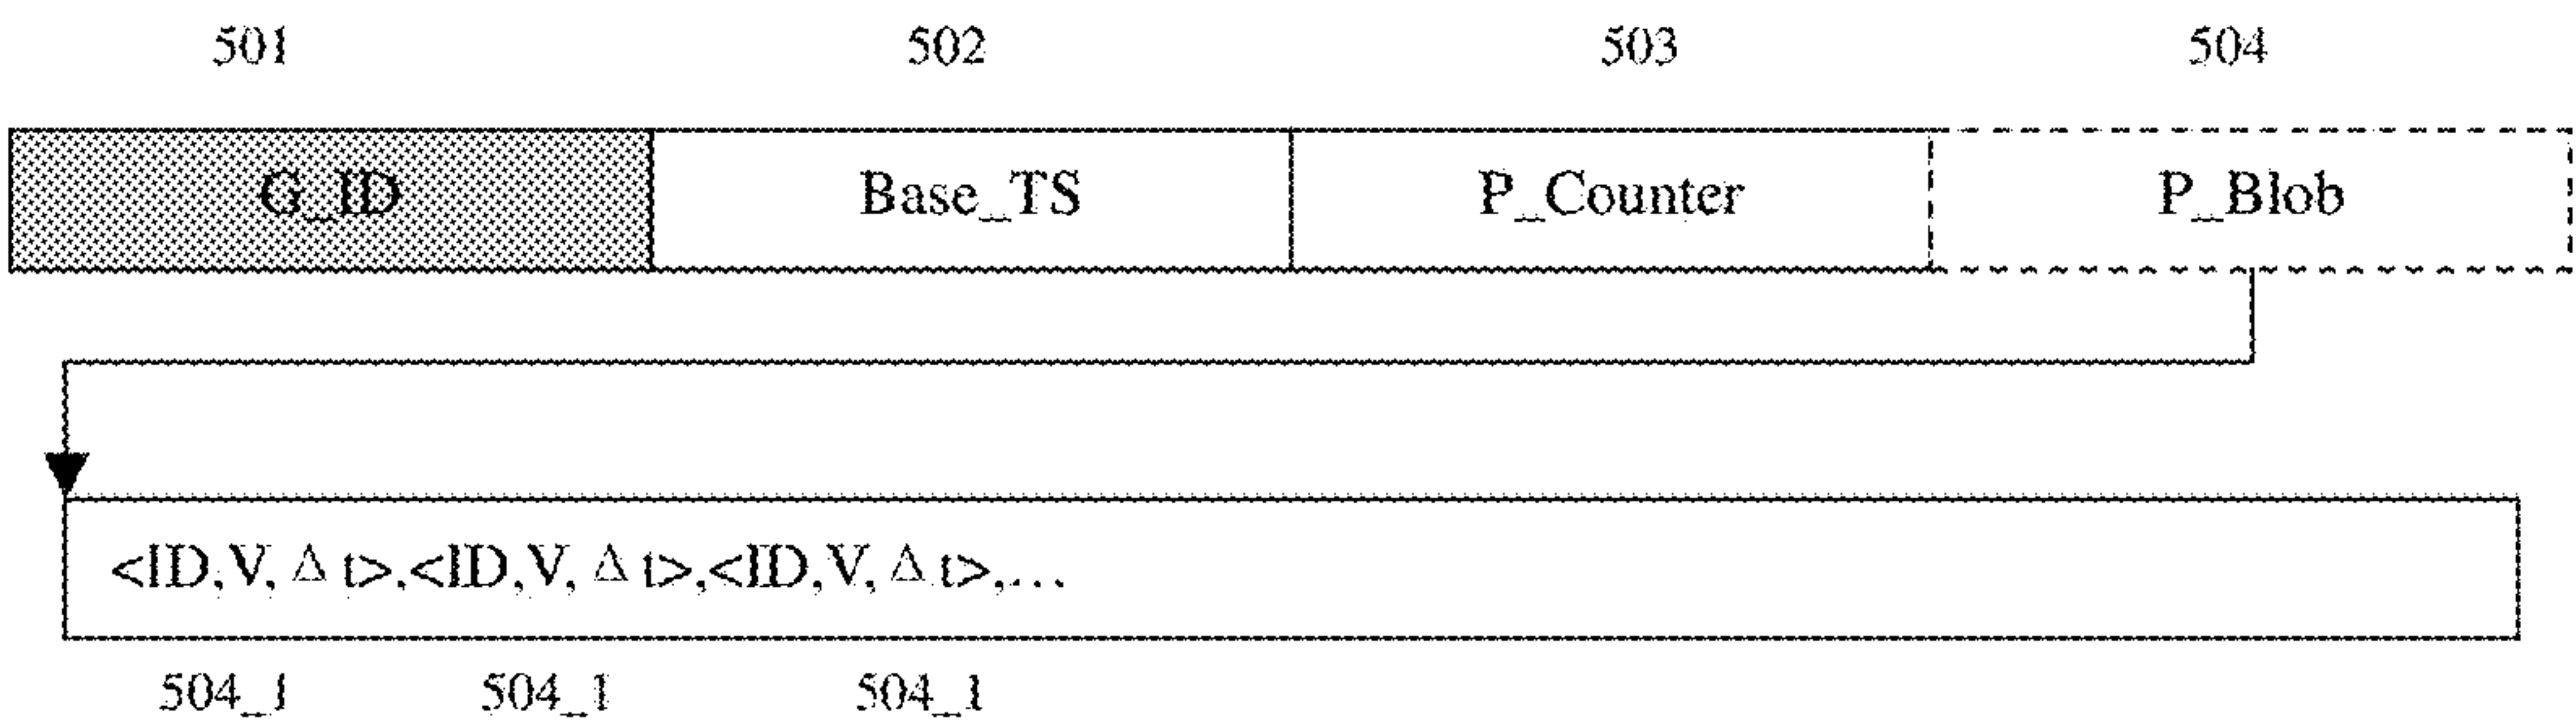 501 502 503 504
G_ID Base_TS P_Counter P_Blob
<ID,V, Δ t>,<ID,V, Δ t>,<ID,V, Δ t>,...
504_1 504_1 504_1